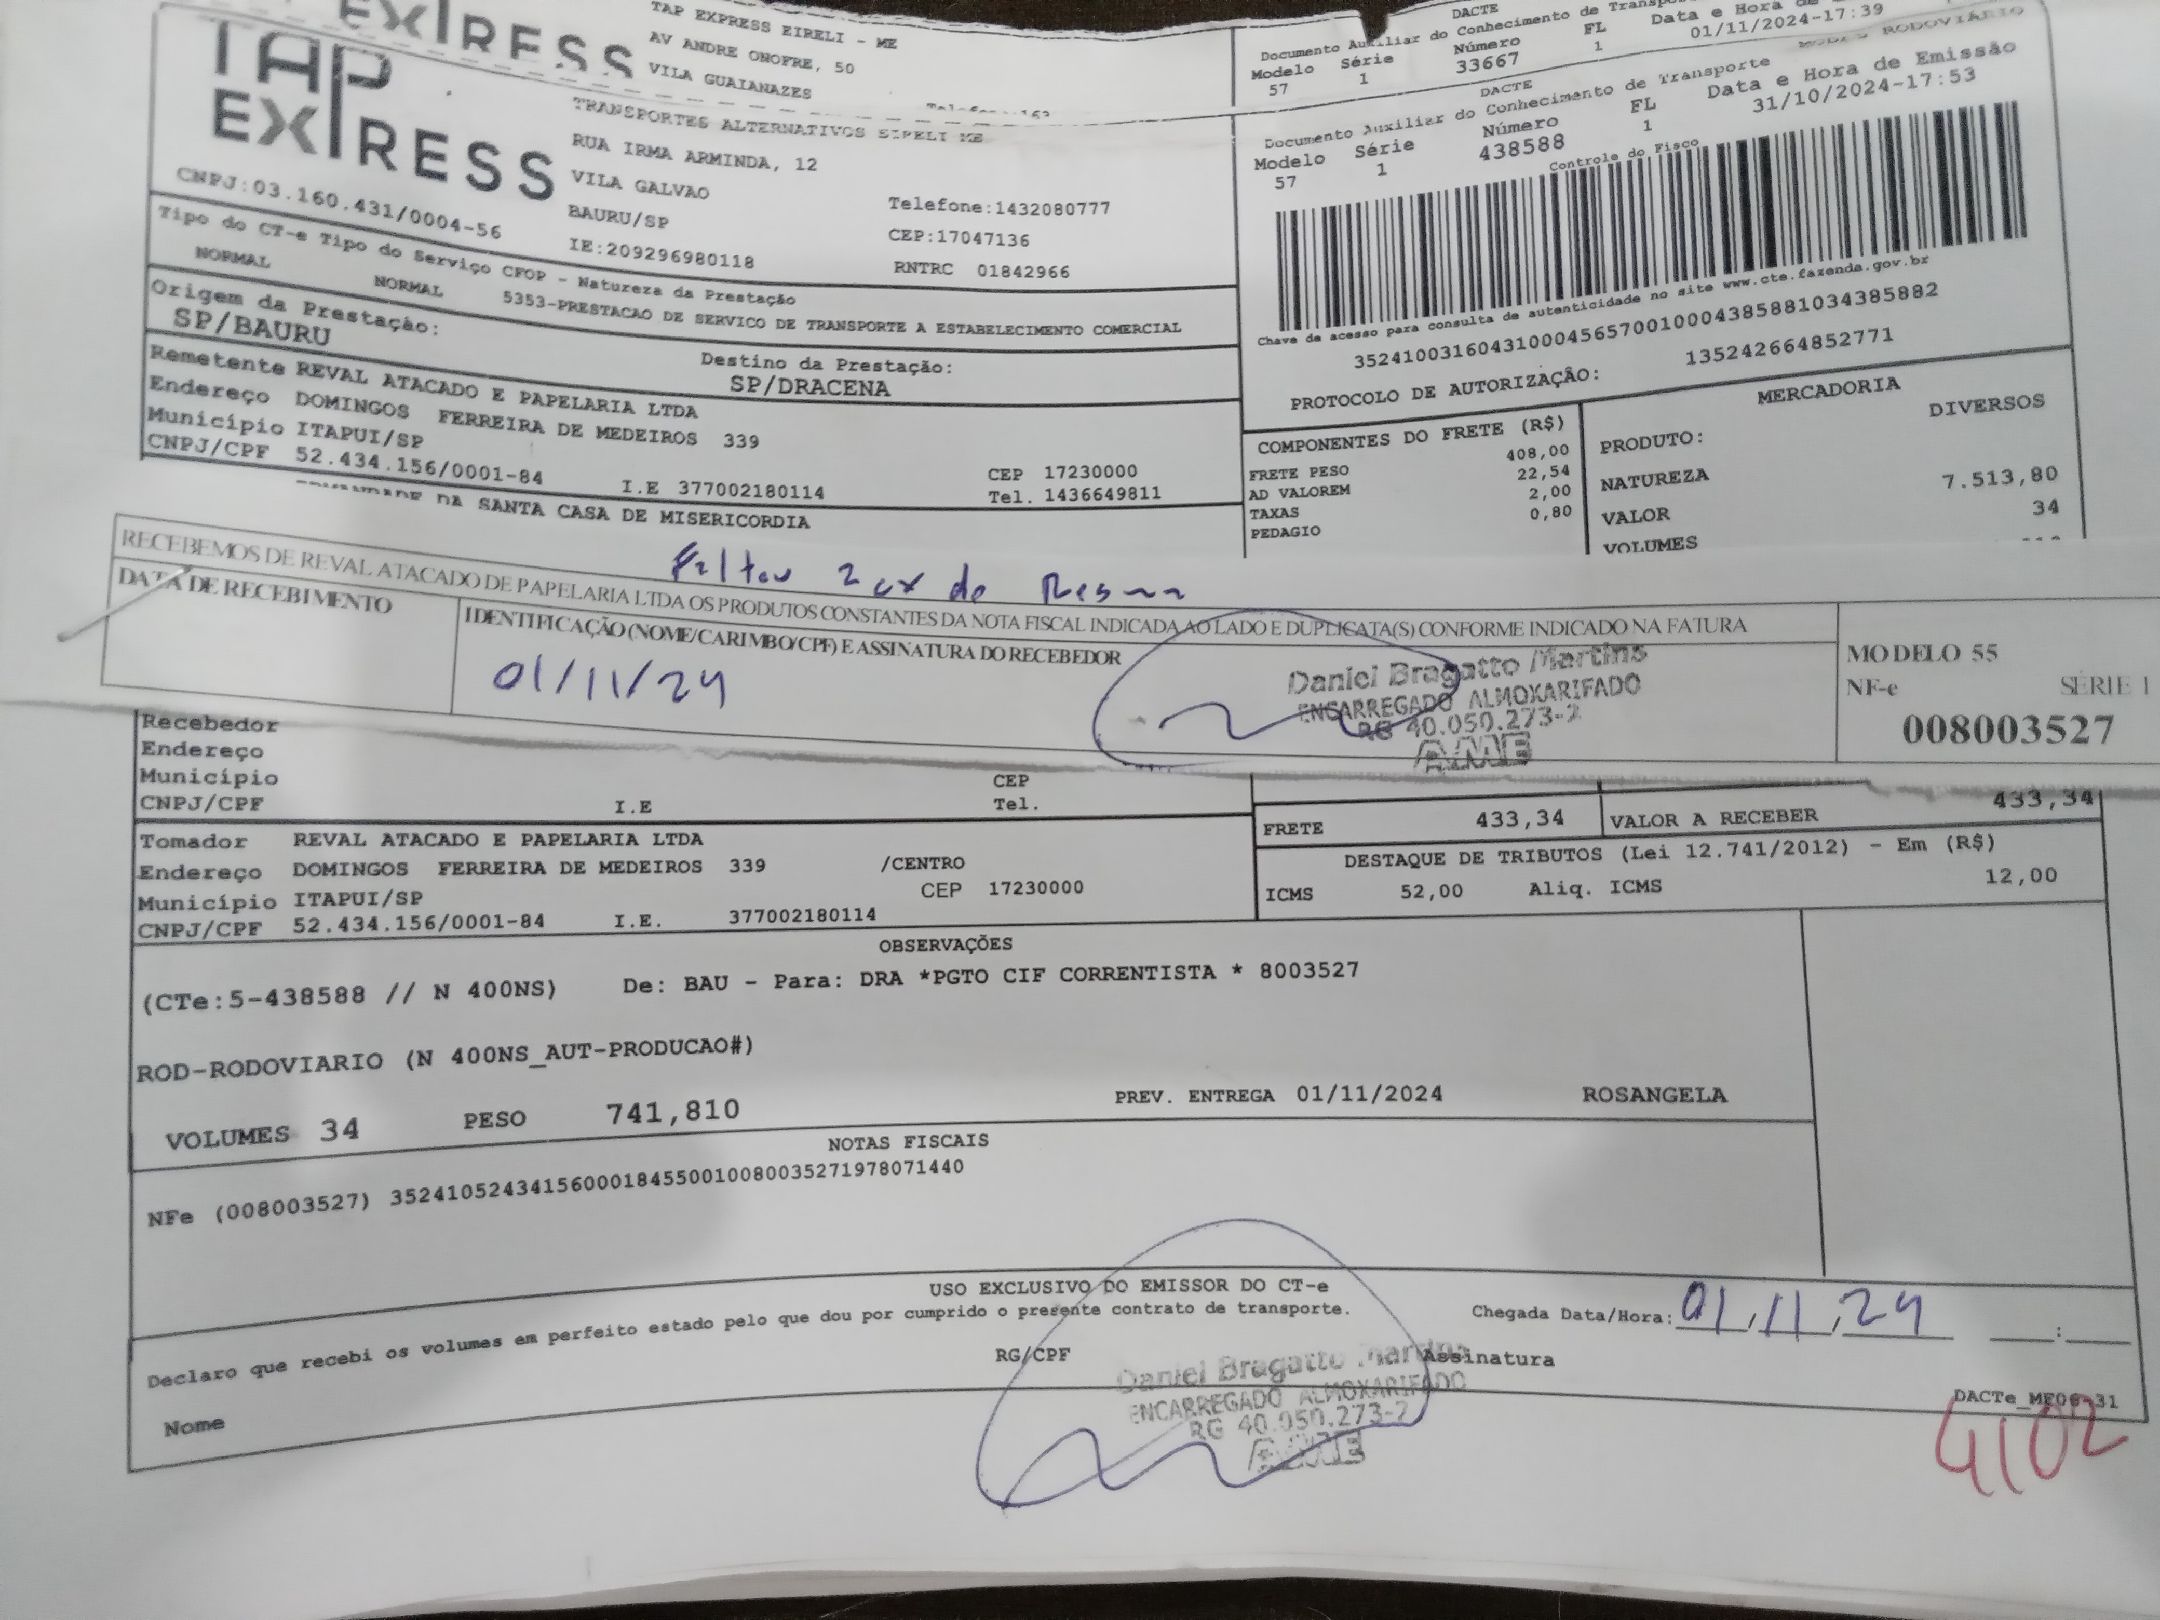 EXPRESS
TAP EXPRESS EIRELI - ME
AV ANDRE ONOFRE, 50
VILA GUAIANAZES
DACTE
Documento Auxiliar do Conhecimento de
Modelo Série Número FL Data e Hora de
57 1 33667 1 01/11/2024-17:39
MODAL RODOVIÁRIO
TAP
EXPRESS
TRANSPORTES ALTERNATIVOS EIRELI ME
RUA IRMA ARMINDA, 12
VILA GALVAO
Telefone:1432080777
BAURU/SP
CEP:17047136
CNPJ:03.160.431/0004-56
IE:209296980118
RNTRC 01842966
DACTE
Documento Auxiliar do Conhecimento de Transporte
Modelo Série Número FL Data e Hora de Emissão
57 1 438588 1 31/10/2024-17:53
Controle do Fisco
Chave de acesso para consulta de autenticidade no site www.cte.fazenda.gov.br
35241003160431000456570010004385881034385882
PROTOCOLO DE AUTORIZAÇÂO: 135242664852771
Tipo do CT-e Tipo do Serviço CFOP - Natureza da Prestação
NORMAL NORMAL 5353-PRESTACAO DE SERVICO DE TRANSPORTE A ESTABELECIMENTO COMERCIAL
Origem da Prestação: Destino da Prestação:
SP/BAURU SP/DRACENA
Remetente REVAL ATACADO E PAPELARIA LTDA
Endereço DOMINGOS FERREIRA DE MEDEIROS 339
Município ITAPUI/SP CEP 17230000
CNPJ/CPF 52.434.156/0001-84 I.E 377002180114 Tel. 1436649811
DA SANTA CASA DE MISERICORDIA
COMPONENTES DO FRETE (R$)
FRETE PESO 408,00
AD VALOREM 22,54
TAXAS 2,00
PEDAGIO 0,80
MERCADORIA
PRODUTO: DIVERSOS
NATUREZA
VALOR 7.513,80
VOLUMES 34
Faltou 2 cx de Resma
RECEBEMOS DE REVAL ATACADO DE PAPELARIA LTDA OS PRODUTOS CONSTANTES DA NOTA FISCAL INDICADA AO LADO E DUPLICATA(S) CONFORME INDICADO NA FATURA
DATA DE RECEBIMENTO
IDENTIFICAÇÃO (NOME/CARIMBO/CPF) E ASSINATURA DO RECEBEDOR
01/11/24
Daniel Bragatto Martins
ENCARREGADO ALMOXARIFADO
RG 40.050.273-2
AME
MODELO 55
NF-e SÉRIE 1
008003527
Recebedor
Endereço
Município CEP
CNPJ/CPF I.E Tel.
433,34
FRETE 433,34 VALOR A RECEBER
Tomador REVAL ATACADO E PAPELARIA LTDA
Endereço DOMINGOS FERREIRA DE MEDEIROS 339 /CENTRO
Município ITAPUI/SP CEP 17230000
CNPJ/CPF 52.434.156/0001-84 I.E. 377002180114
DESTAQUE DE TRIBUTOS (Lei 12.741/2012) - Em (R$)
ICMS 52,00 Aliq. ICMS 12,00
OBSERVAÇÕES
(CTe:5-438588 // N 400NS) De: BAU - Para: DRA *PGTO CIF CORRENTISTA * 8003527
ROD-RODOVIARIO (N 400NS_AUT-PRODUCAO#)
VOLUMES 34 PESO 741,810 PREV. ENTREGA 01/11/2024 ROSANGELA
NOTAS FISCAIS
NFe (008003527) 35241052434156000184550010080035271978071440
USO EXCLUSIVO DO EMISSOR DO CT-e
Declaro que recebi os volumes em perfeito estado pelo que dou por cumprido o presente contrato de transporte.
Chegada Data/Hora: 01/11/24 :
Nome RG/CPF Assinatura
Daniel Bragatto Martins
ENCARREGADO ALMOXARIFADO
RG 40.050.273-2
AME
DACTe_ME06-31
4102